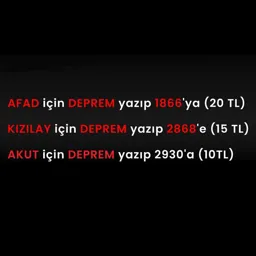 AFAD için DEPREM yazıp 1866'ya (20 TL)
KIZILAY için DEPREM yazıp 2868'e (15 TL)
AKUT için DEPREM yazıp 2930'a (10TL)